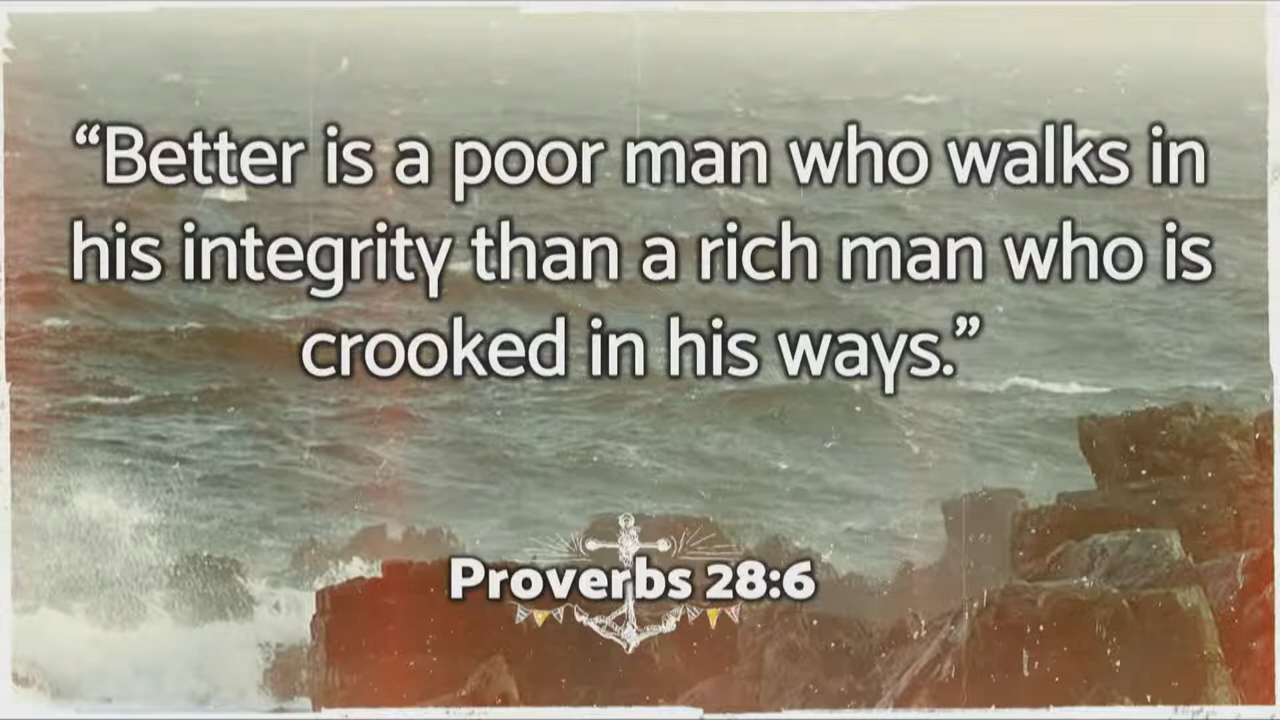 “Better is a poor man who walks in
his integrity than a rich man who is
crooked in his ways.”
Proverbs 28:6